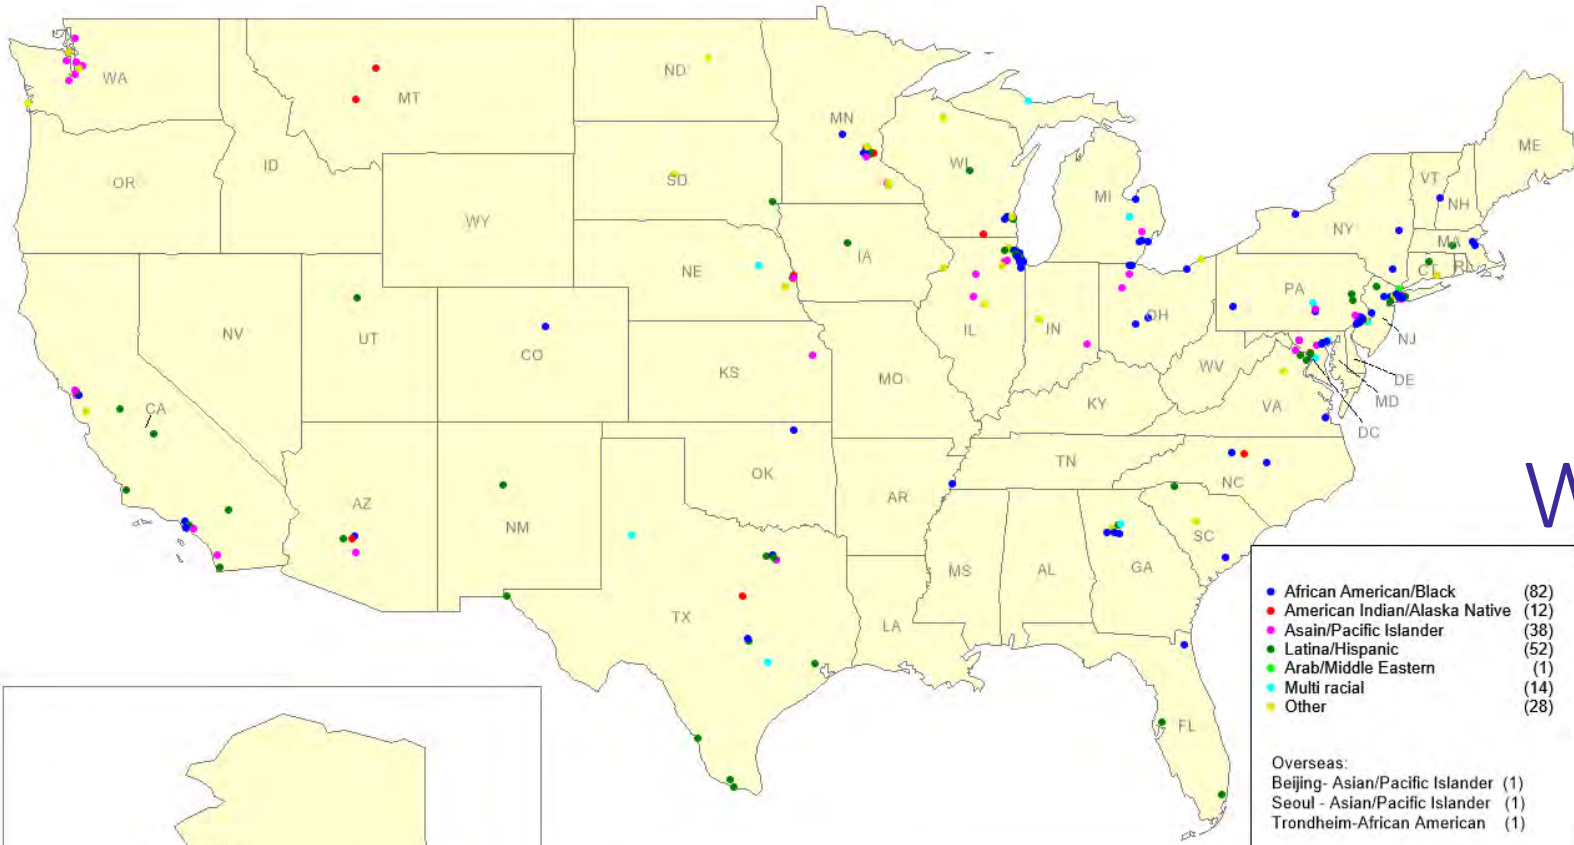 WA
MT
ND
MN
ME
OR
ID
SD
WI
MI
VT
NH
NY
WY
MA
CT
RI
IA
NE
PA
NV
UT
CO
IL
IN
OH
NJ
WV
KS
MO
DE
MD
CA
KY
VA
DC
OK
TN
AZ
NM
AR
NC
W
SC
MS
AL
GA
TX
LA
FL
African American/Black (82)
American Indian/Alaska Native (12)
Asain/Pacific Islander (38)
Latina/Hispanic (52)
Arab/Middle Eastern (1)
Multi racial (14)
Other (28)
Overseas:
Beijing- Asian/Pacific Islander (1)
Seoul - Asian/Pacific Islander (1)
Trondheim-African American (1)